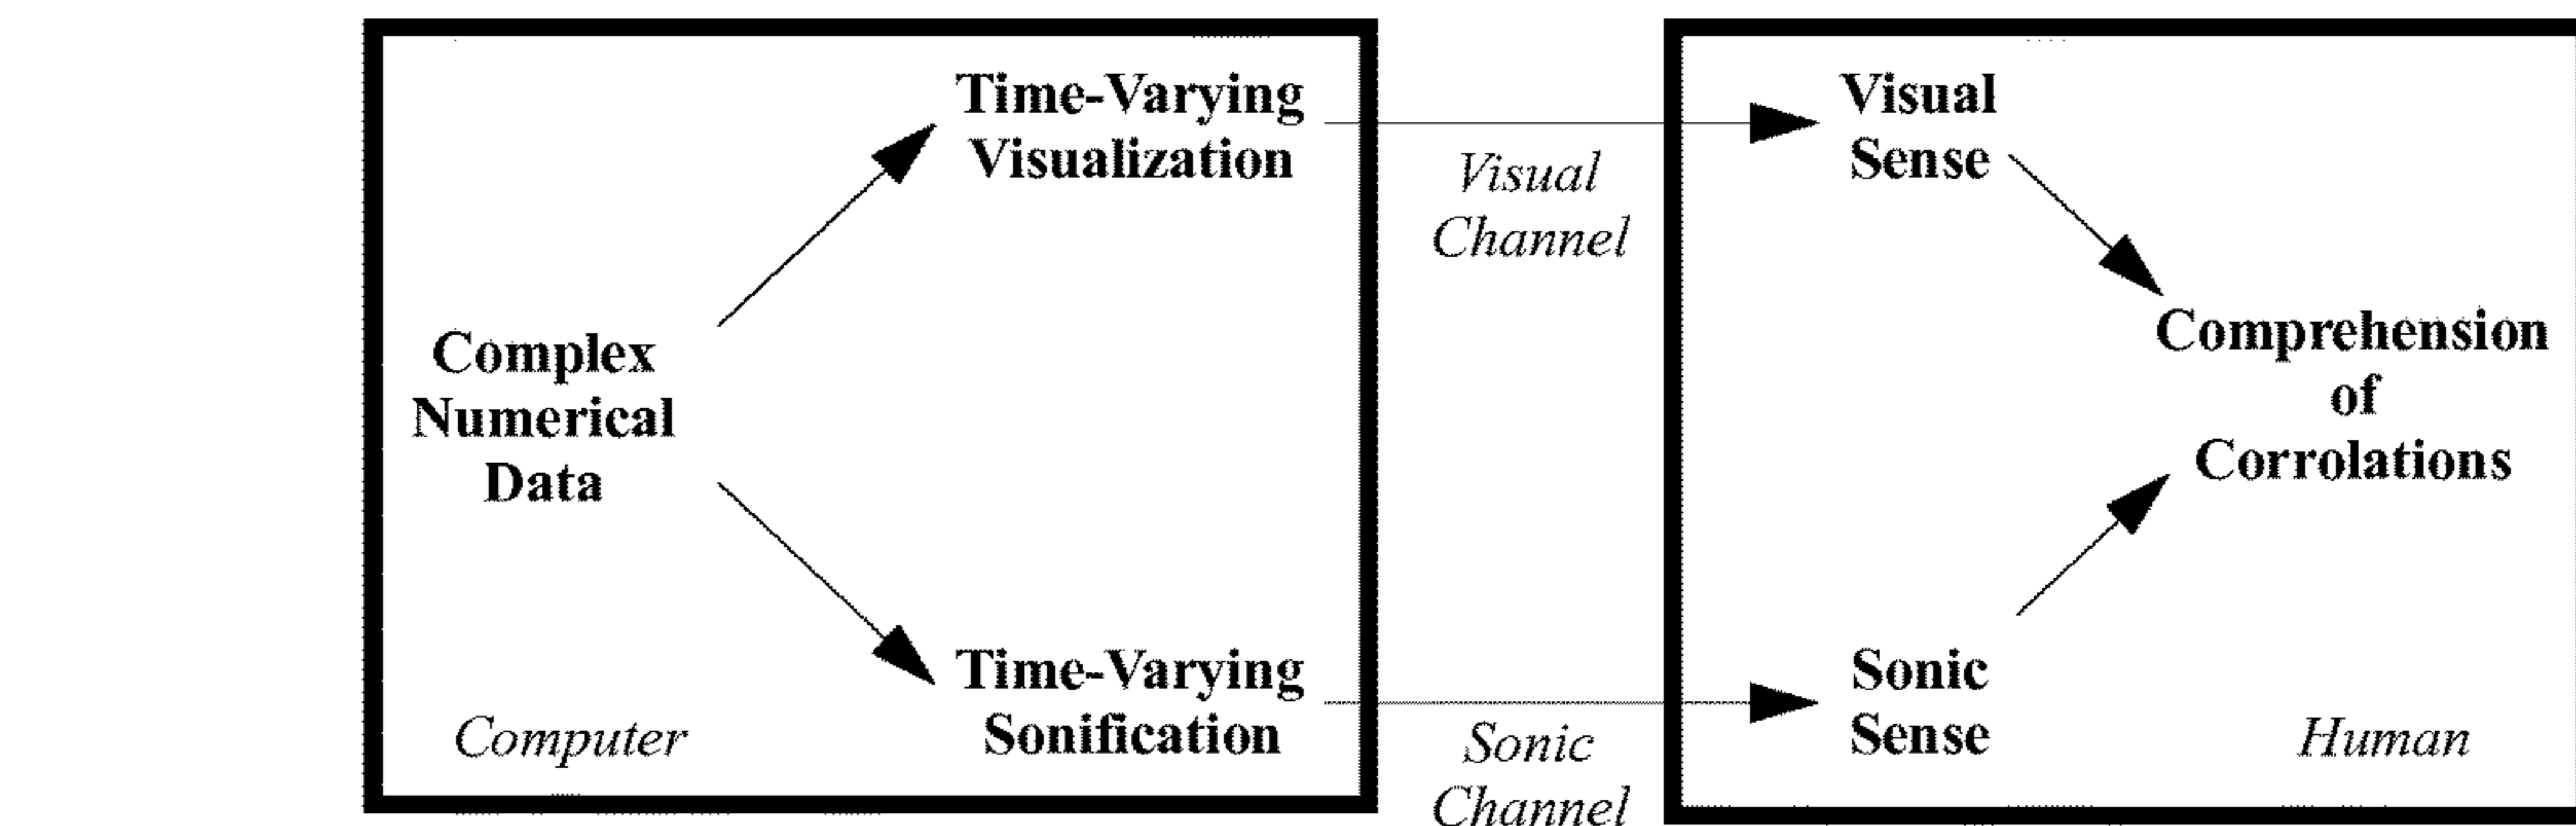 Complex
Numerical
Data
Computer
Time-Varying
Visualization
Time-Varying
Sonification
Visual
Channel
Sonic
Channel
Visual
Sense
Sonic
Sense
Comprehension
of
Corrolations
Human